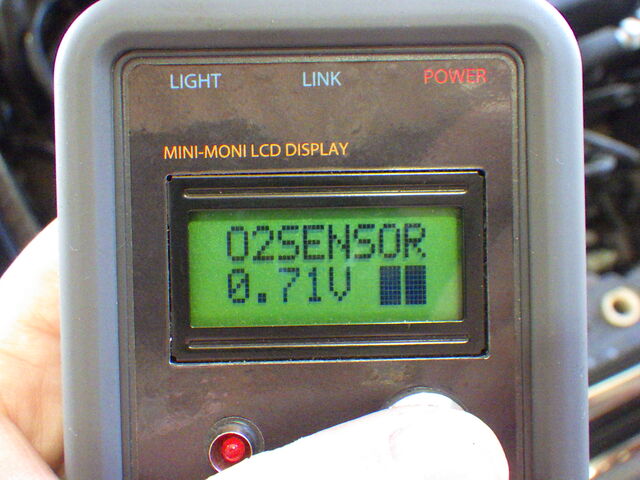 LIGHT LINK POWER
MINI-MONI LCD DISPLAY
O2SENSOR
0.71V